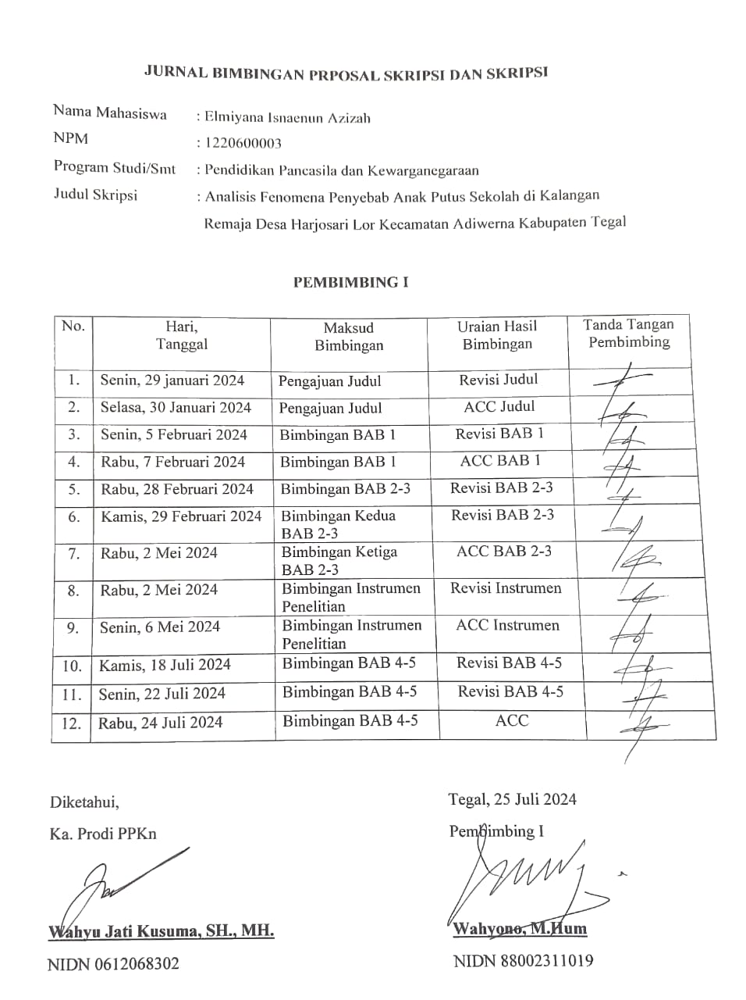 JURNAL BIMBINGAN PRPOSAL SKRIPSI DAN SKRIPSI
Nama Mahasiswa : Elmiyana Isnaenun Azizah
NPM : 1220600003
Program Studi/Smt : Pendidikan Pancasila dan Kewarganegaraan
Judul Skripsi : Analisis Fenomena Penyebab Anak Putus Sekolah di Kalangan
Remaja Desa Harjosari Lor Kecamatan Adiwerna Kabupaten Tegal
PEMBIMBING I
No. Hari, Maksud Uraian Hasil Tanda Tangan
Tanggal Bimbingan Bimbingan Pembimbing
1. Senin, 29 januari 2024 Pengajuan Judul Revisi Judul
2. Selasa, 30 Januari 2024 Pengajuan Judul ACC Judul
3. Senin, 5 Februari 2024 Bimbingan BAB 1 Revisi BAB 1
4. Rabu, 7 Februari 2024 Bimbingan BAB 1 ACC BAB 1
5. Rabu, 28 Februari 2024 Bimbingan BAB 2-3 Revisi BAB 2-3
6. Kamis, 29 Februari 2024 Bimbingan Kedua Revisi BAB 2-3
BAB 2-3
7. Rabu, 2 Mei 2024 Bimbingan Ketiga ACC BAB 2-3
BAB 2-3
8. Rabu, 2 Mei 2024 Bimbingan Instrumen Revisi Instrumen
Penelitian
9. Senin, 6 Mei 2024 Bimbingan Instrumen ACC Instrumen
Penelitian
10. Kamis, 18 Juli 2024 Bimbingan BAB 4-5 Revisi BAB 4-5
11. Senin, 22 Juli 2024 Bimbingan BAB 4-5 Revisi BAB 4-5
12. Rabu, 24 Juli 2024 Bimbingan BAB 4-5 ACC
Diketahui, Tegal, 25 Juli 2024
Ka. Prodi PPKn Pembimbing I
Wahyu Jati Kusuma, SH., MH. Wahyono, M.Hum
NIDN 0612068302 NIDN 88002311019